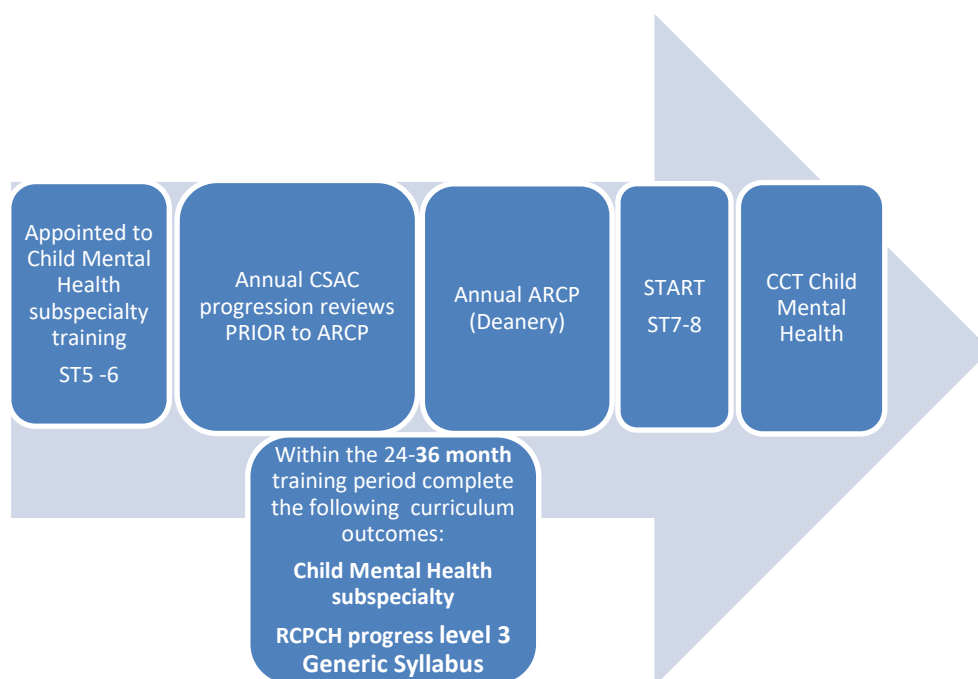 Appointed to
Child Mental
Health
subspecialty
training
ST5 -6
Annual CSAC
progression reviews
PRIOR to ARCP
Annual ARCP
(Deanery)
START
ST7-8
CCT Child
Mental
Health
Within the 24-36 month
training period complete
the following curriculum
outcomes:
Child Mental Health
subspecialty
RCPCH progress level 3
Generic Syllabus